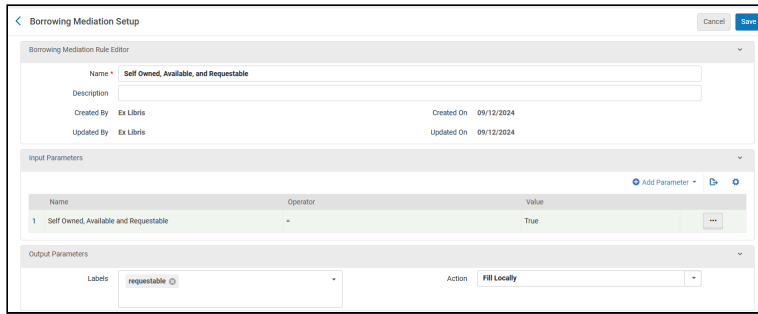 Borrowing Mediation Setup
Cancel
Save
Borrowing Mediation Rule Editor
Name * Self Owned, Available, and Requestable
Description
Created By Ex Libris Created On 09/12/2024
Updated By Ex Libris Updated On 09/12/2024
Input Parameters
Add Parameter
Name Operator Value
1 Self Owned, Available and Requestable = True
Output Parameters
Labels requestable Action Fill Locally